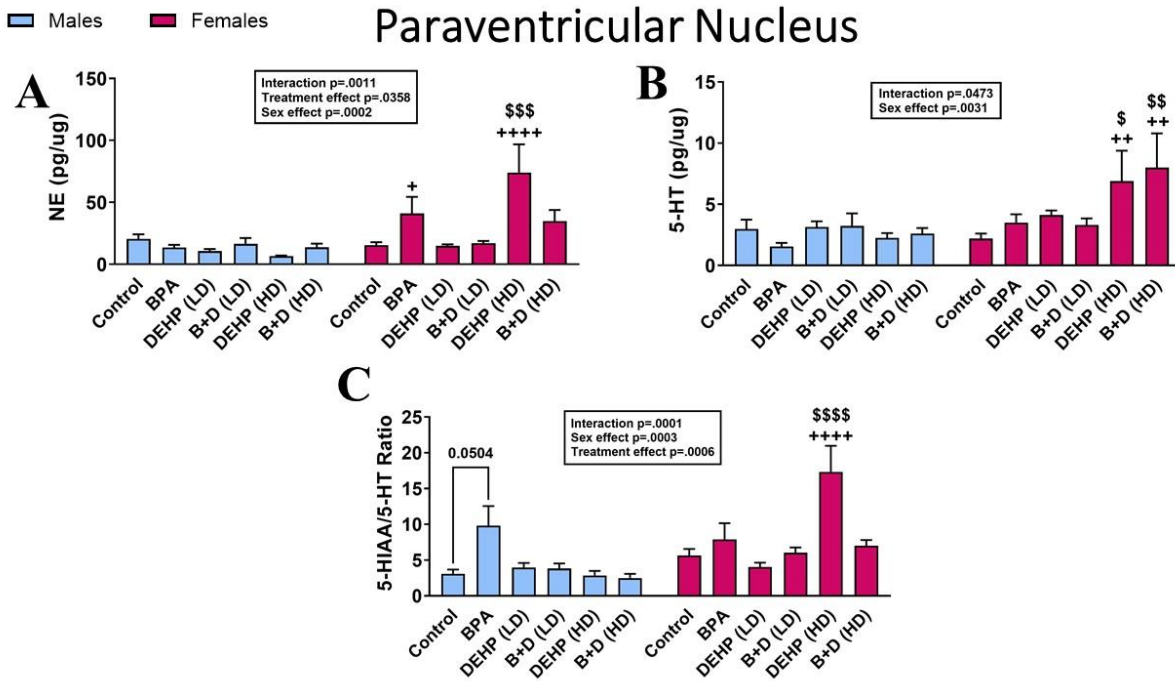 Males
Females
Paraventricular Nucleus
A
NE (pg/ug)
150
100
50
0
Interaction p=.0011
Treatment effect p=.0358
Sex effect p=.0002
+
$$$
++++
Control
BPA
DEHP (LD)
B+D (LD)
DEHP (HD)
B+D (HD)
Control
BPA
DEHP (LD)
B+D (LD)
DEHP (HD)
B+D (HD)
B
5-HT (pg/ug)
15
10
5
0
Interaction p=.0473
Sex effect p=.0031
$
++
$$
++
Control
BPA
DEHP (LD)
B+D (LD)
DEHP (HD)
B+D (HD)
Control
BPA
DEHP (LD)
B+D (LD)
DEHP (HD)
B+D (HD)
C
5-HIAA/5-HT Ratio
25
20
15
10
5
0
0.0504
Interaction p=.0001
Sex effect p=.0003
Treatment effect p=.0006
$$$$
++++
Control
BPA
DEHP (LD)
B+D (LD)
DEHP (HD)
B+D (HD)
Control
BPA
DEHP (LD)
B+D (LD)
DEHP (HD)
B+D (HD)